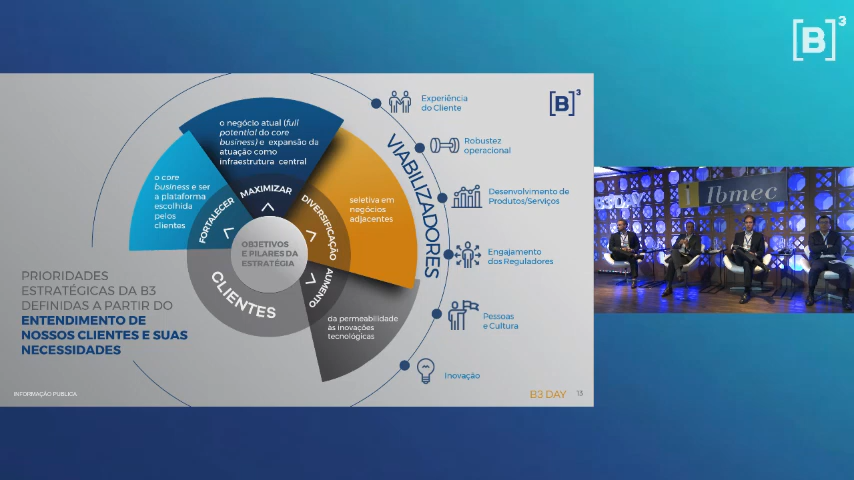 [B]³
[B]³
o negócio atual (full
potential do core
business) e expansão da
atuação como
infraestrutura central
o core
business e ser
a plataforma
escolhida
pelos
clientes
seletiva em
negócios
adjacentes
da permeabilidade
às inovações
tecnológicas
FORTALECER
MAXIMIZAR
DIVERSIFICAÇÃO
AUMENTO
CLIENTES
OBJETIVOS
E PILARES DA
ESTRATÉGIA
VIABILIZADORES
Experiência
do Cliente
Robustez
operacional
Desenvolvimento de
Produtos/Serviços
Engajamento
dos Reguladores
Pessoas
e Cultura
Inovação
PRIORIDADES
ESTRATÉGICAS DA B3
DEFINIDAS A PARTIR DO
ENTENDIMENTO DE
NOSSOS CLIENTES E SUAS
NECESSIDADES
INFORMAÇÃO PÚBLICA
B3 DAY 13
B3 DAY
Ibmec